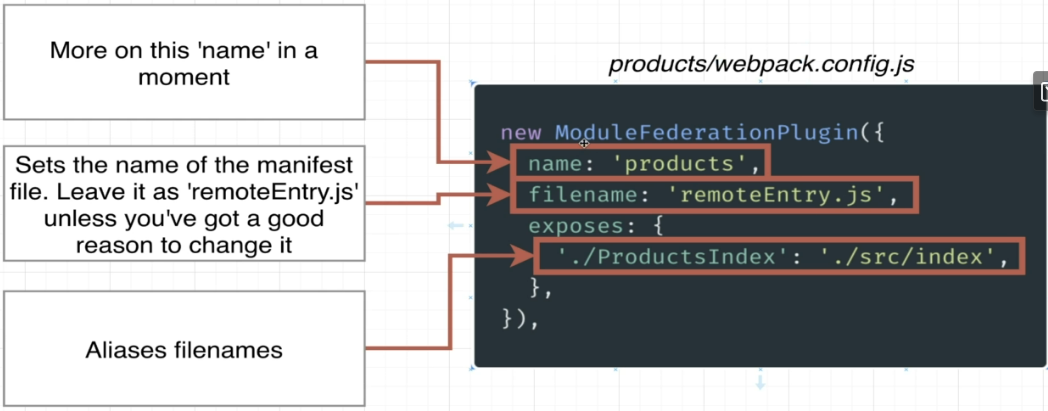 More on this 'name' in a
moment
Sets the name of the manifest
file. Leave it as 'remoteEntry.js'
unless you've got a good
reason to change it
Aliases filenames
products/webpack.config.js
new ModuleFederationPlugin({
name: 'products',
filename: 'remoteEntry.js',
exposes: {
'./ProductsIndex': './src/index',
},
}),